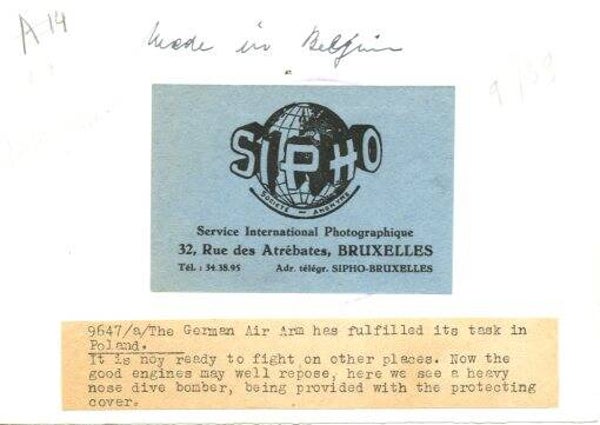 A 14
Made in Belgium
9/39
SIPHO
SOCIÉTÉ — ANONYME
Service International Photographique
32, Rue des Atrébates, BRUXELLES
Tél. : 34.38.95 Adr. télégr. SIPHO-BRUXELLES
9647/a/The German Air Arm has fulfilled its task in
Poland.
It is noy ready to fight on other places. Now the
good engines may well repose, here we see a heavy
nose dive bomber, being provided with the protecting
cover.